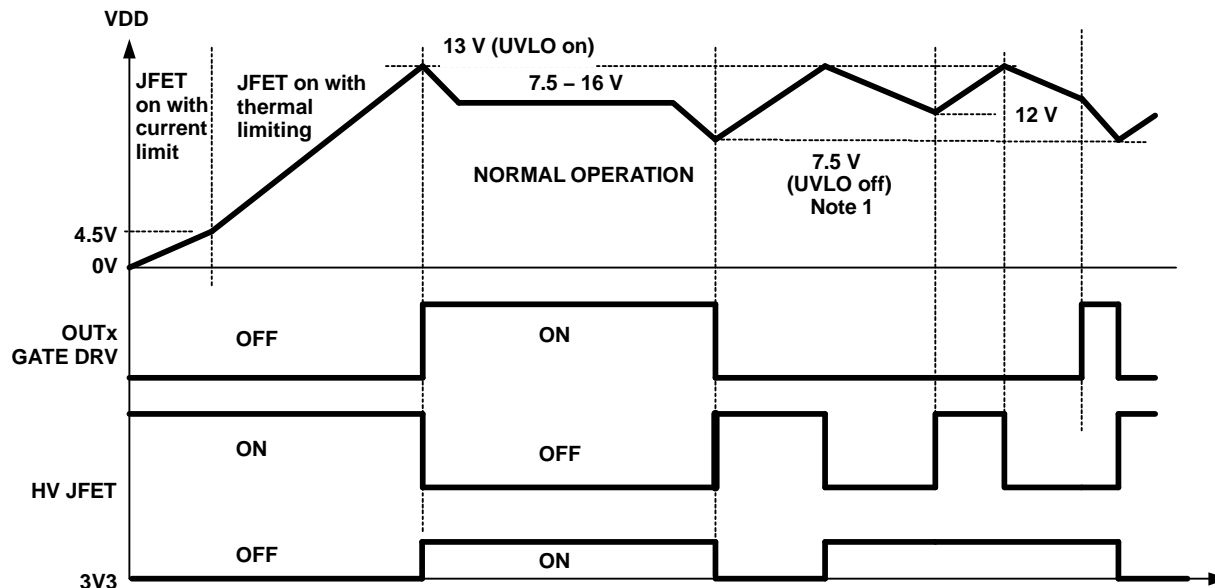 VDD
13 V (UVLO on)
JFET
on with
current
limit
JFET on with
thermal
limiting
7.5 – 16 V
12 V
NORMAL OPERATION
7.5 V
(UVLO off)
Note 1
4.5V
0V
OUTx
GATE DRV
OFF
ON
HV JFET
ON
OFF
3V3
OFF
ON